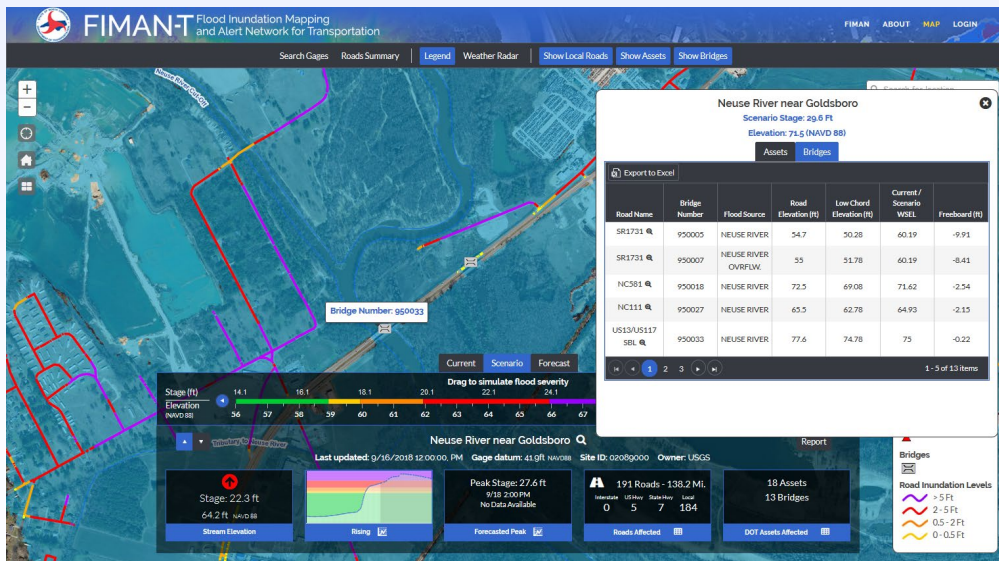 FIMAN-T Flood Inundation Mapping
and Alert Network for Transportation
FIMAN ABOUT MAP LOGIN
Search Gages Roads Summary Legend Weather Radar Show Local Roads Show Assets Show Bridges
Neuse River Cut-Off
Neuse River near Goldsboro
Scenario Stage: 29.6 Ft
Elevation: 71.5 (NAVD 88)
Assets Bridges
Export to Excel
Road Name Bridge Number Flood Source Road Elevation (ft) Low Chord Elevation (ft) Current / Scenario WSEL Freeboard (ft)
SR1731 950005 NEUSE RIVER 54.7 50.28 60.19 -9.91
SR1731 950007 NEUSE RIVER OVRFLW. 55 51.78 60.19 -8.41
NC581 950018 NEUSE RIVER 72.5 69.08 71.62 -2.54
NC111 950027 NEUSE RIVER 65.5 62.78 64.93 -2.15
US13/US117 SBL 950033 NEUSE RIVER 77.6 74.78 75 -0.22
1 2 3 1 - 5 of 13 items
Bridge Number: 950033
Current Scenario Forecast
Drag to simulate flood severity
Stage (ft) 14.1 16.1 18.1 20.1 22.1 24.1
Elevation (NAVD 88) 56 57 58 59 60 61 62 63 64 65 66 67
Tributary to Neuse River
Neuse River near Goldsboro
Report
Last updated: 9/16/2018 12:00:00, PM Gage datum: 41.9ft NAVD88 Site ID: 02089000 Owner: USGS
Stage: 22.3 ft
64.2 ft NAVD 88
Stream Elevation
Rising
Peak Stage: 27.6 ft
9/18 2:00PM
No Data Available
Forecasted Peak
191 Roads - 138.2 Mi.
Interstate US Hwy State Hwy Local
0 5 7 184
Roads Affected
18 Assets
13 Bridges
DOT Assets Affected
Bridges
Road Inundation Levels
> 5 Ft
2 - 5 Ft
0.5 - 2 Ft
0 - 0.5 Ft